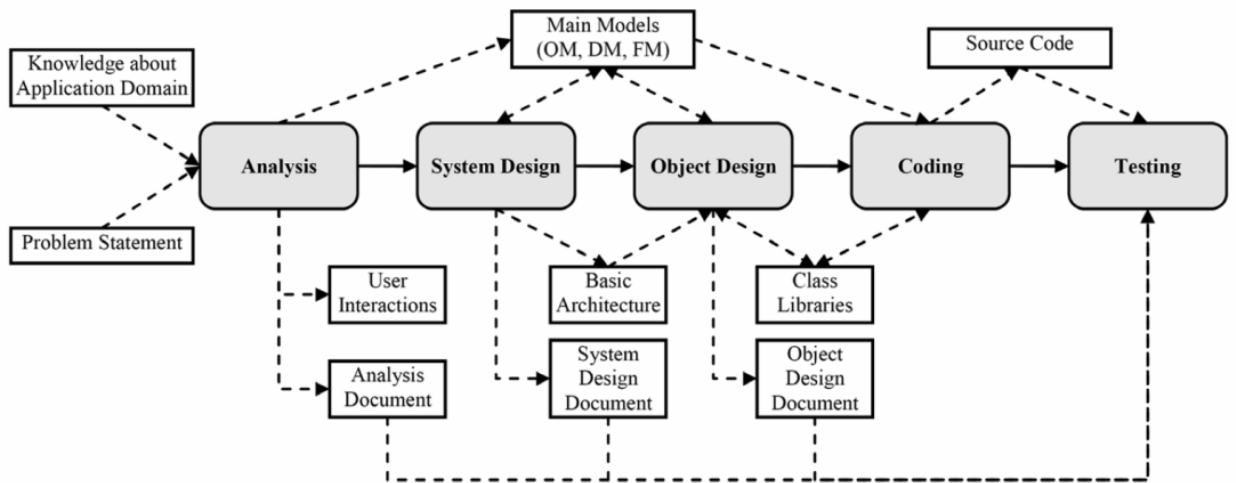 Main Models
(OM, DM, FM)
Source Code
Knowledge about
Application Domain
Analysis
System Design
Object Design
Coding
Testing
Problem Statement
User
Interactions
Basic
Architecture
Class
Libraries
Analysis
Document
System
Design
Document
Object
Design
Document